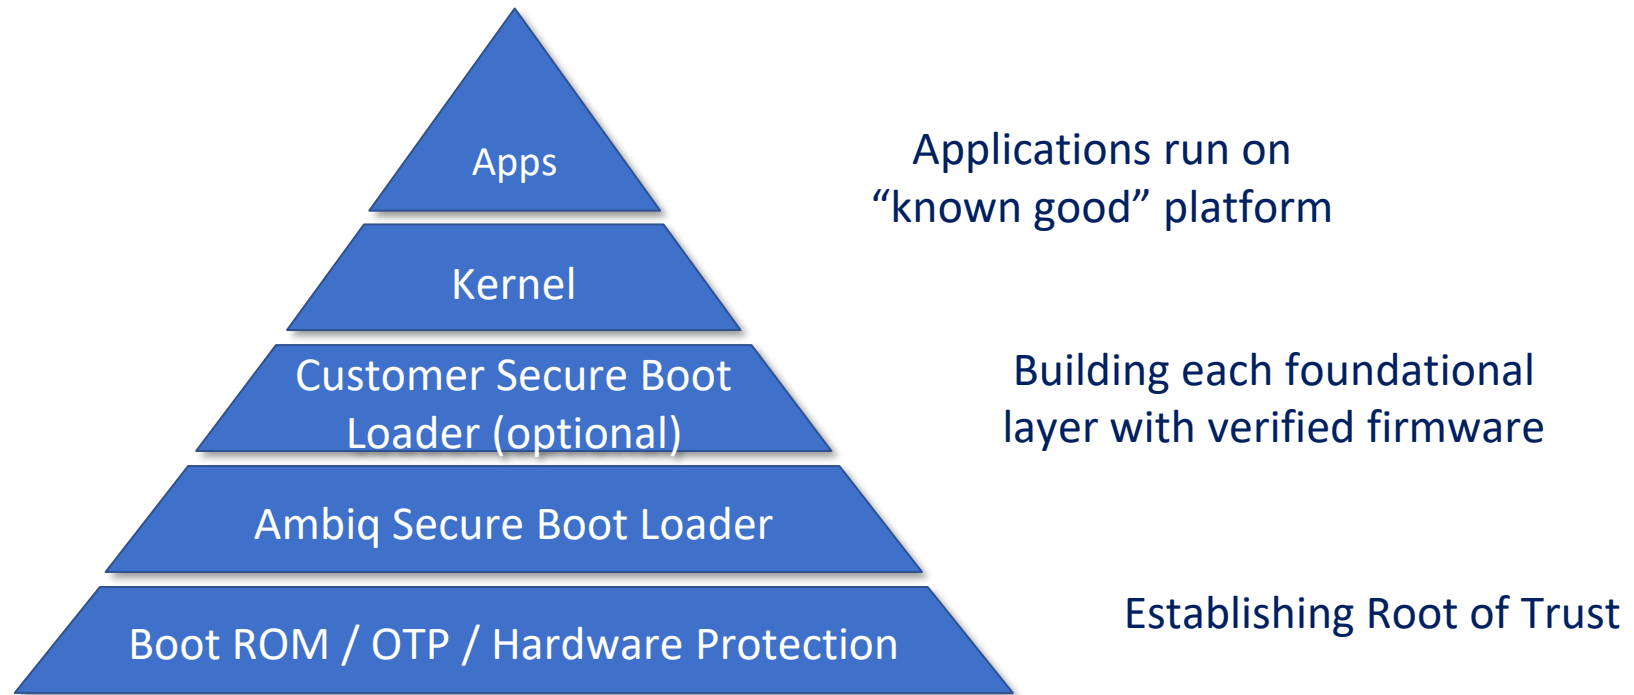 Apps
Applications run on
“known good” platform
Kernel
Customer Secure Boot
Loader (optional)
Building each foundational
layer with verified firmware
Ambiq Secure Boot Loader
Establishing Root of Trust
Boot ROM / OTP / Hardware Protection